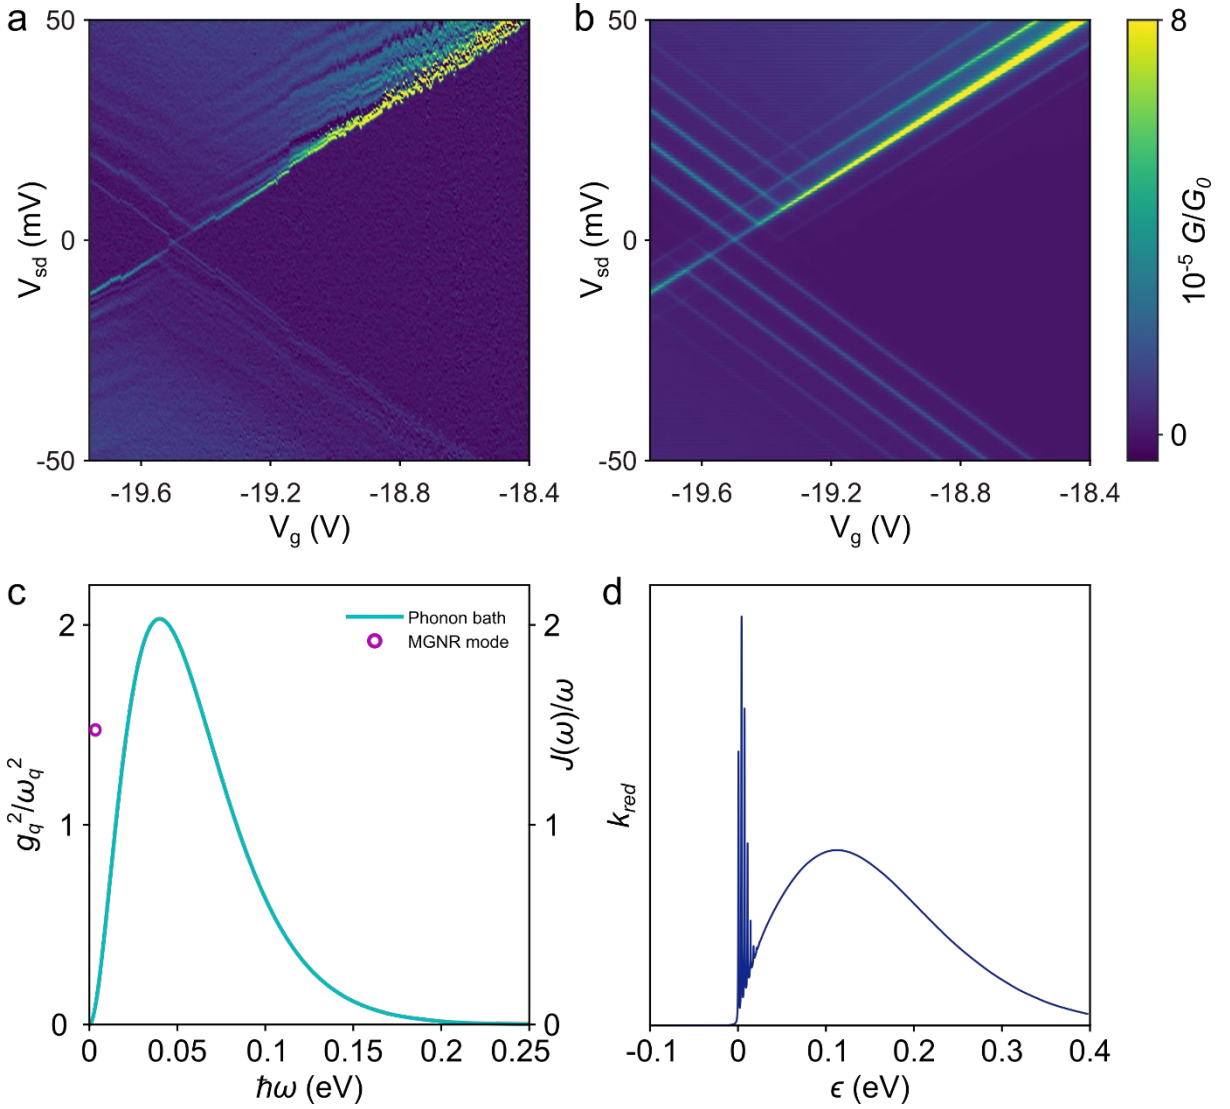 a
50
0
-50
V_sd (mV)
-19.6 -19.2 -18.8 -18.4
V_g (V)
b
50
0
-50
V_sd (mV)
-19.6 -19.2 -18.8 -18.4
V_g (V)
8
0
10^-5 G/G_0
c
2
1
0
g_q^2/ω_q^2
Phonon bath
MGNR mode
2
1
0
J(ω)/ω
0 0.05 0.1 0.15 0.2 0.25
ħω (eV)
d
k_red
-0.1 0 0.1 0.2 0.3 0.4
ϵ (eV)